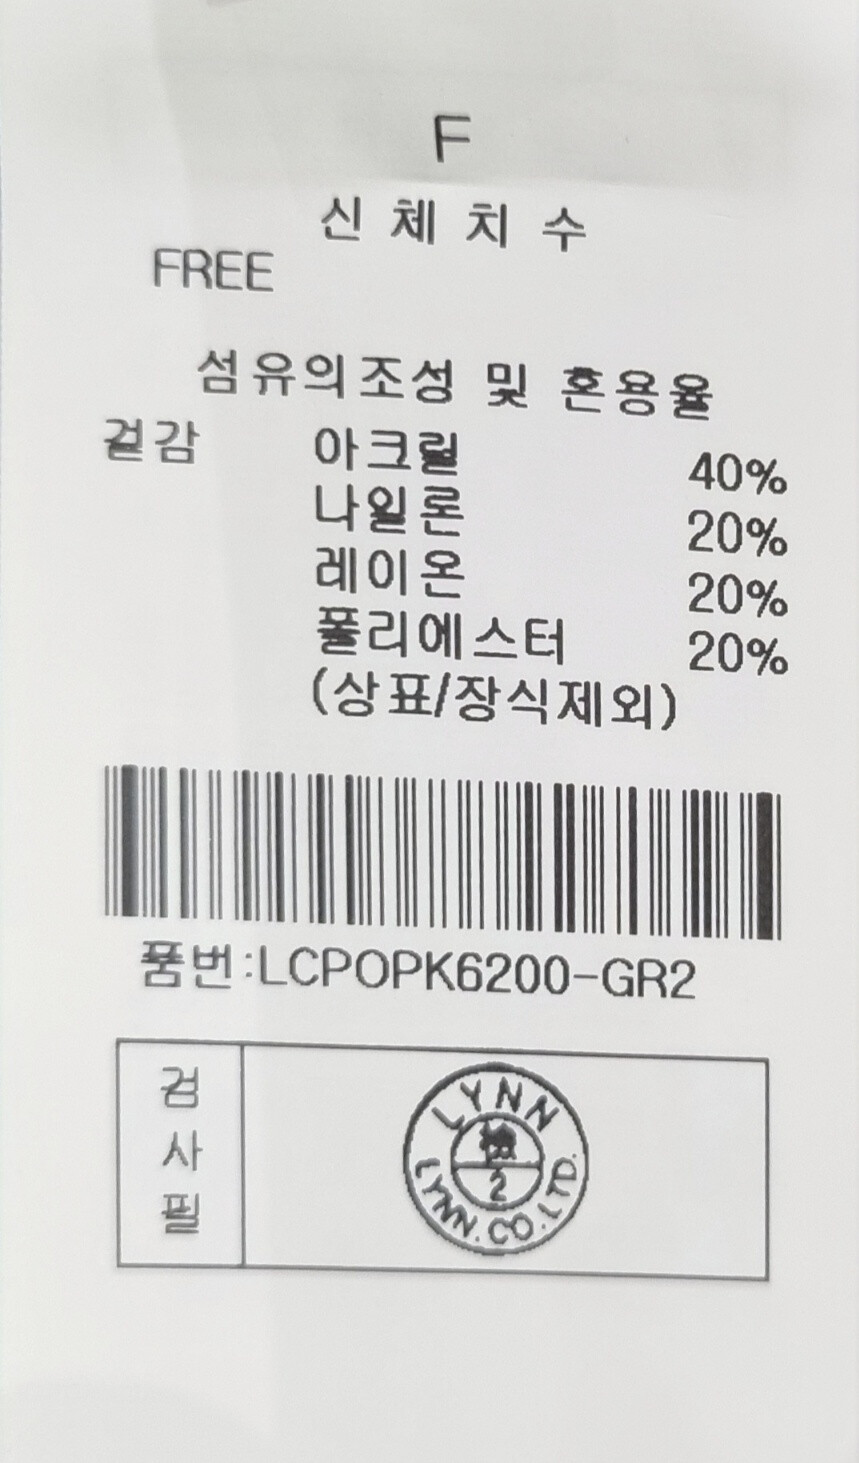 F
신체치수
FREE
섬유의조성 및 혼용율
겉감 아크릴 40%
나일론 20%
레이온 20%
폴리에스터 20%
(상표/장식제외)
품번:LCPOPK6200-GR2
검사필
LYNN
檢
2
LYNN.CO.LTD.